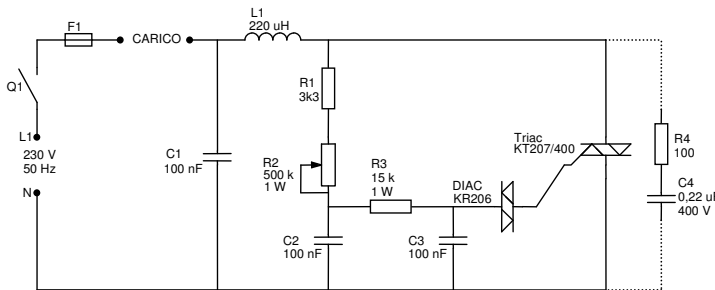 L1
220 uH
F1
CARICO
Q1
R1
3k3
L1
230 V
50 Hz
N
C1
100 nF
R2
500 k
1 W
R3
15 k
1 W
DIAC
KR206
Triac
KT207/400
R4
100
C4
0,22 ul
400 V
C2
100 nF
C3
100 nF